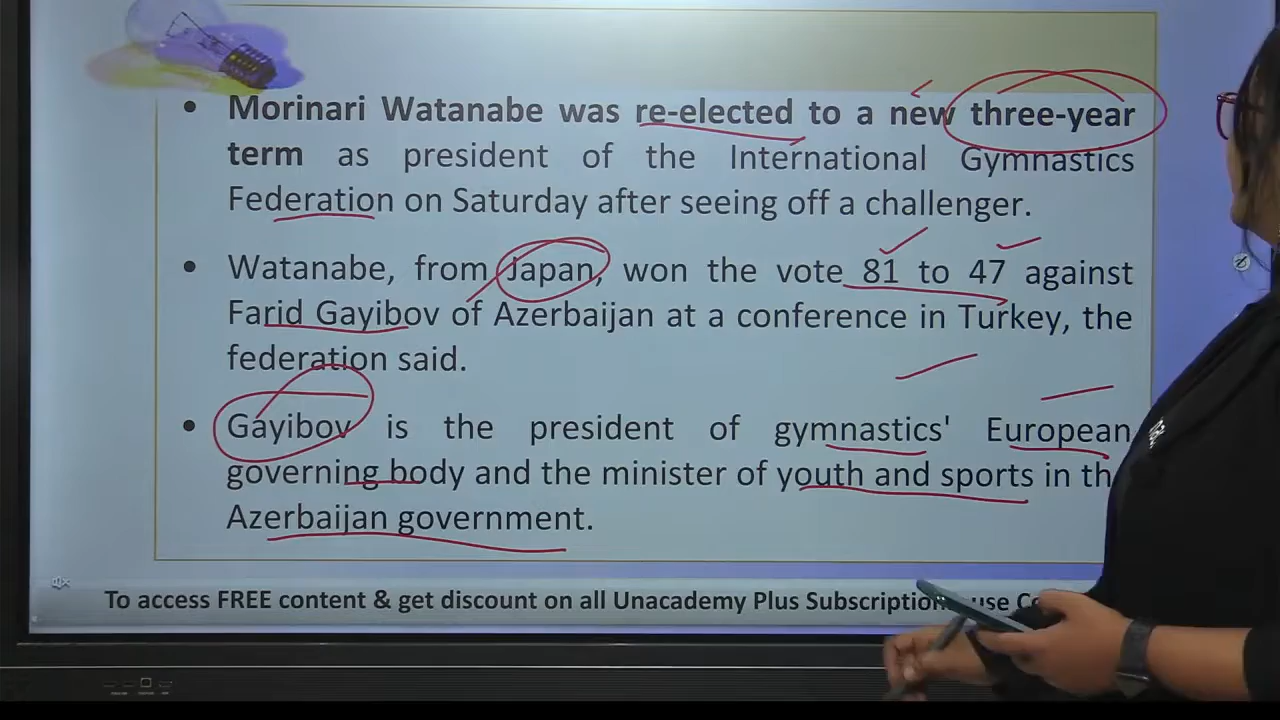 • Morinari Watanabe was re-elected to a new three-year
term as president of the International Gymnastics
Federation on Saturday after seeing off a challenger.
• Watanabe, from Japan, won the vote 81 to 47 against
Farid Gayibov of Azerbaijan at a conference in Turkey, the
federation said.
• Gayibov is the president of gymnastics' European
governing body and the minister of youth and sports in the
Azerbaijan government.
To access FREE content & get discount on all Unacademy Plus Subscription use